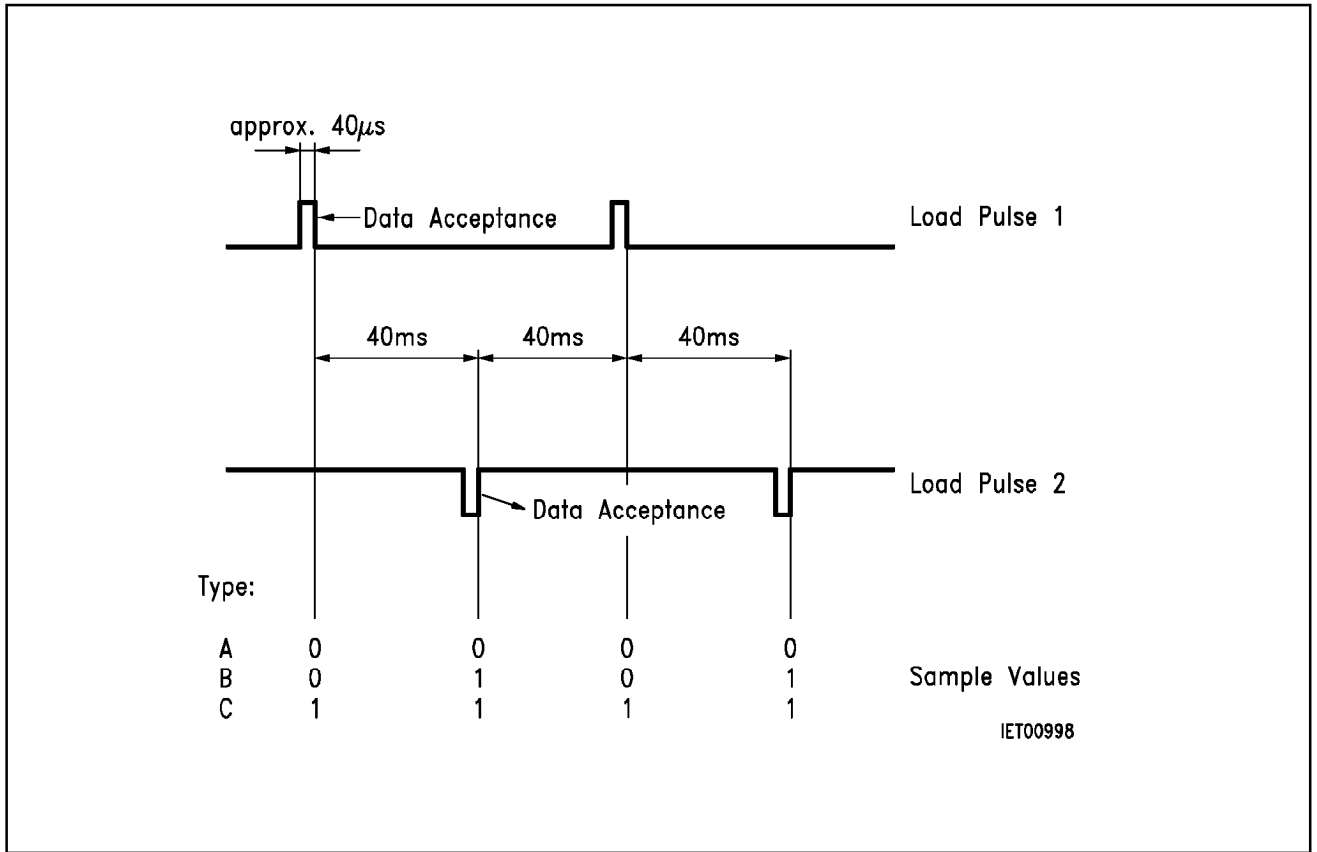 approx. 40μs
Data Acceptance
Load Pulse 1
40ms 40ms 40ms
Load Pulse 2
Data Acceptance
Type:
A 0 0 0 0
B 0 1 0 1 Sample Values
C 1 1 1 1
IET00998